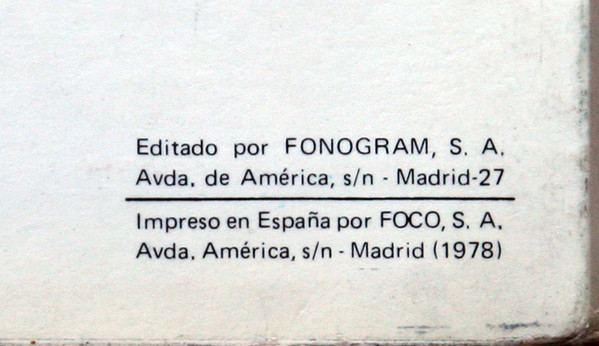 Editado por FONOGRAM, S. A.
Avda. de América, s/n - Madrid-27
Impreso en España por FOCO, S. A.
Avda. América, s/n - Madrid (1978)